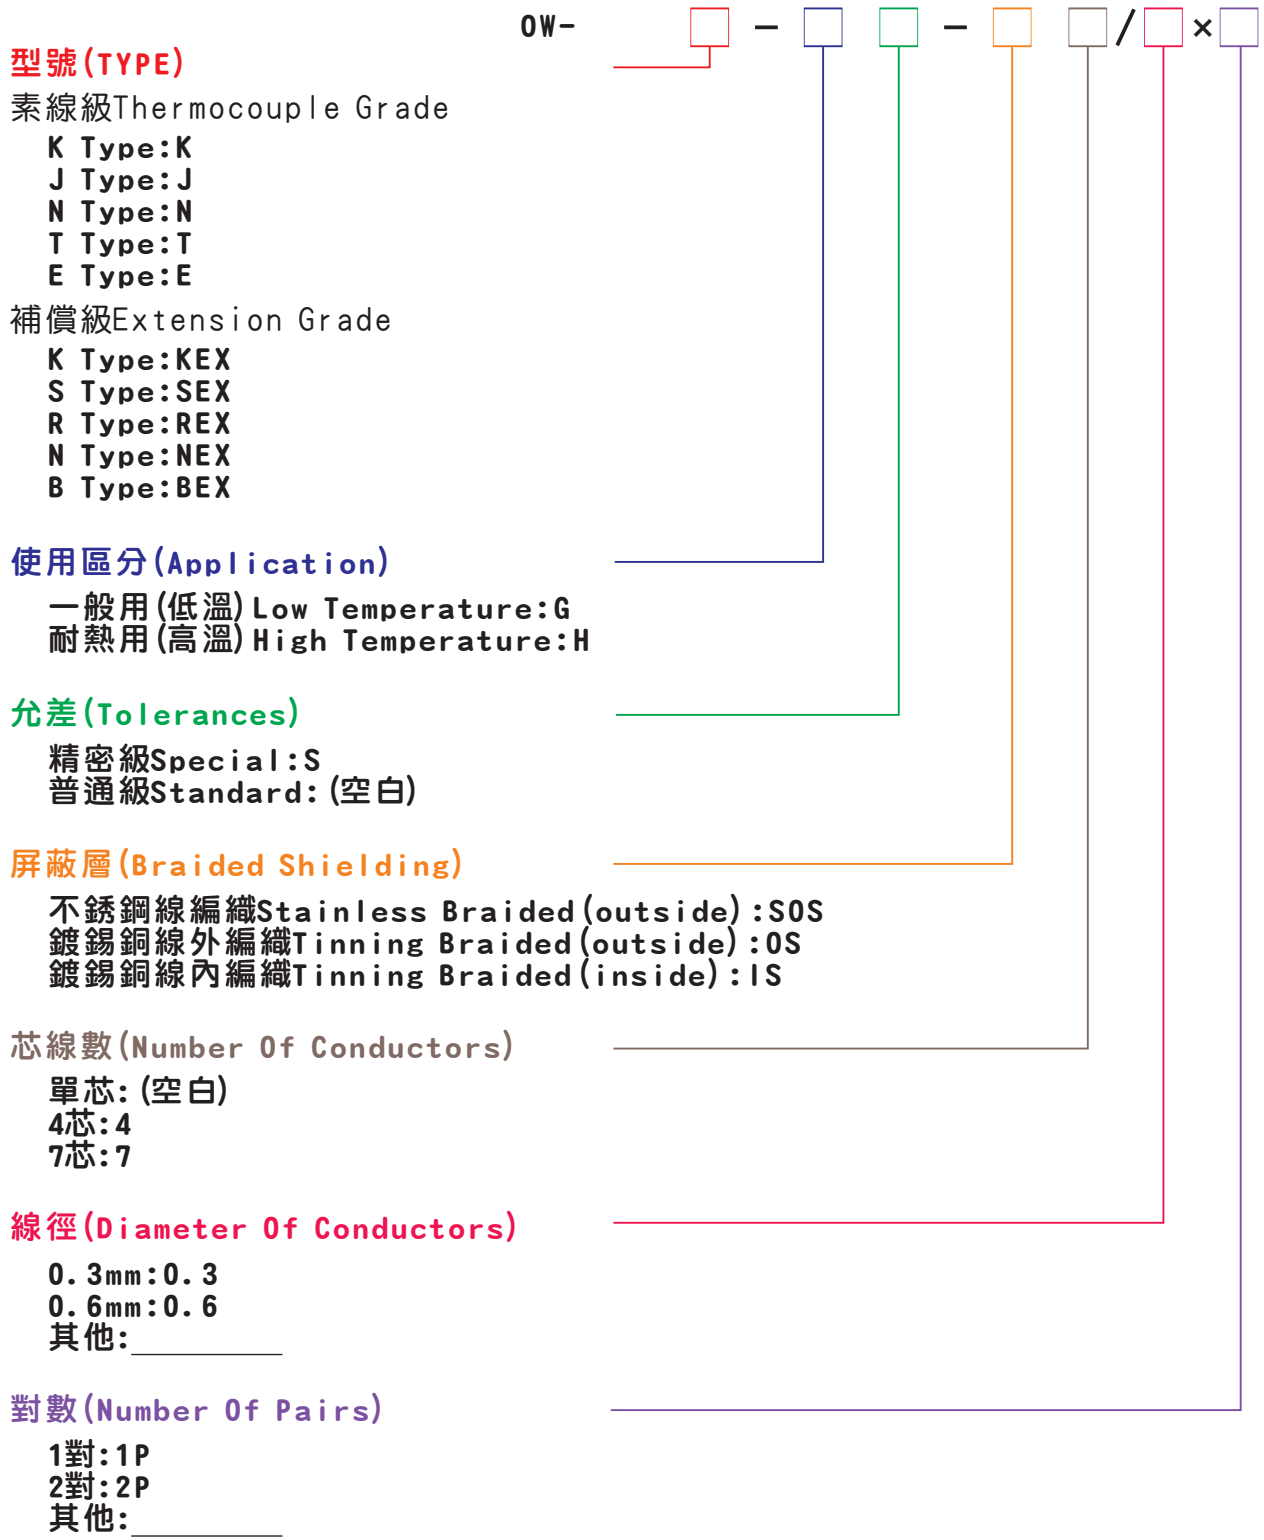 OW- □ - □ □ - □ □/□×□
型號(TYPE)
素線級Thermocouple Grade
K Type:K
J Type:J
N Type:N
T Type:T
E Type:E
補償級Extension Grade
K Type:KEX
S Type:SEX
R Type:REX
N Type:NEX
B Type:BEX
使用區分(Application)
一般用(低溫)Low Temperature:G
耐熱用(高溫)High Temperature:H
允差(Tolerances)
精密級Special:S
普通級Standard:(空白)
屏蔽層(Braided Shielding)
不銹鋼線編織Stainless Braided(outside):SOS
鍍錫銅線外編織Tinning Braided(outside):OS
鍍錫銅線內編織Tinning Braided(inside):IS
芯線數(Number Of Conductors)
單芯:(空白)
4芯:4
7芯:7
線徑(Diameter Of Conductors)
0.3mm:0.3
0.6mm:0.6
其他:_________
對數(Number Of Pairs)
1對:1P
2對:2P
其他:_________